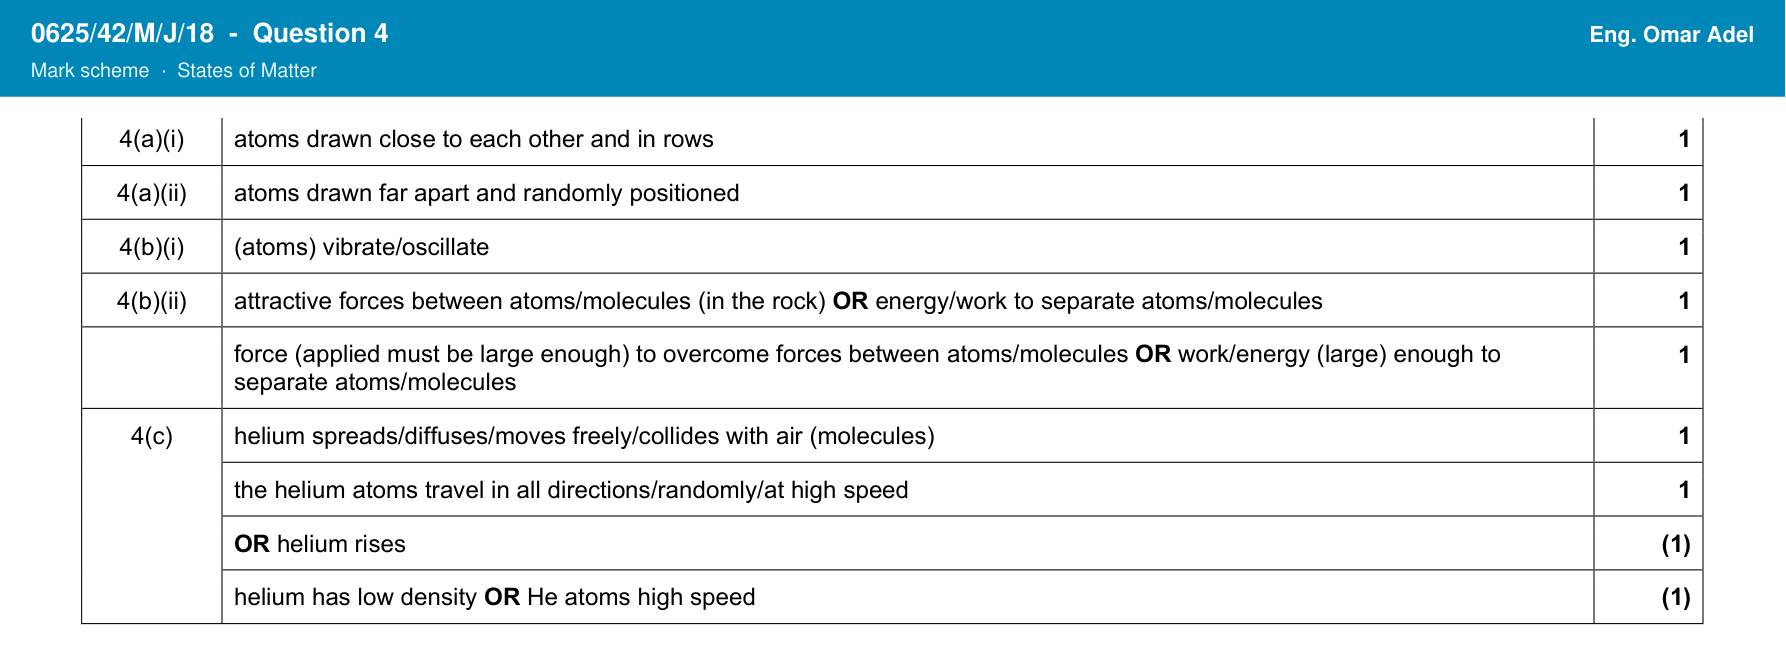 0625/42/M/J/18 - Question 4
Eng. Omar Adel
Mark scheme · States of Matter
4(a)(i) atoms drawn close to each other and in rows 1
4(a)(ii) atoms drawn far apart and randomly positioned 1
4(b)(i) (atoms) vibrate/oscillate 1
4(b)(ii) attractive forces between atoms/molecules (in the rock) OR energy/work to separate atoms/molecules 1
force (applied must be large enough) to overcome forces between atoms/molecules OR work/energy (large) enough to 1
separate atoms/molecules
4(c) helium spreads/diffuses/moves freely/collides with air (molecules) 1
the helium atoms travel in all directions/randomly/at high speed 1
OR helium rises (1)
helium has low density OR He atoms high speed (1)